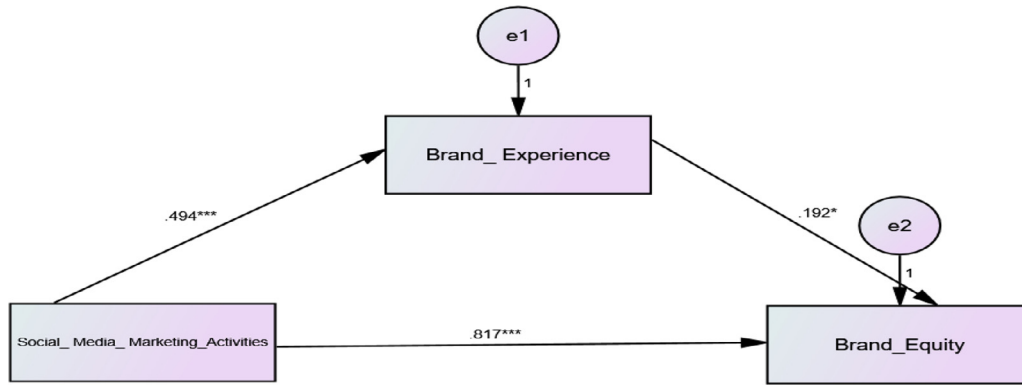 e1
1
Brand_ Experience
.494***
.192*
e2
1
Social_ Media_ Marketing_Activities
.817***
Brand_Equity